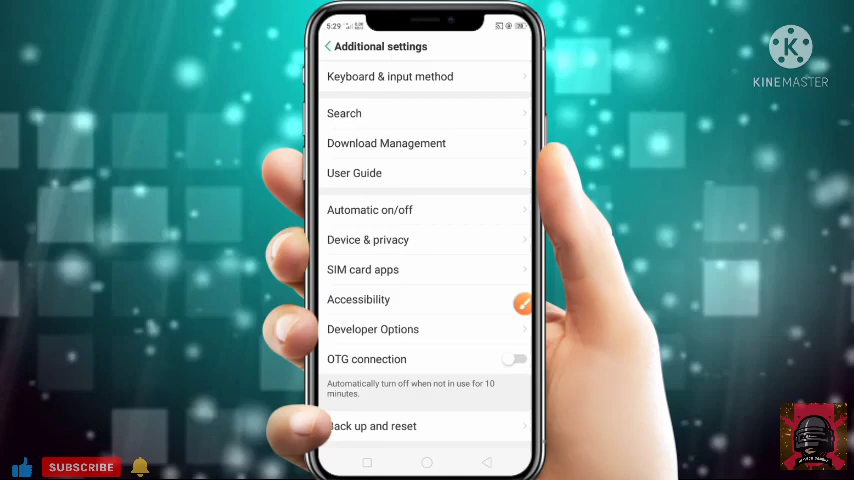 5:29
Additional settings
Keyboard & input method
Search
Download Management
User Guide
Automatic on/off
Device & privacy
SIM card apps
Accessibility
Developer Options
OTG connection
Automatically turn off when not in use for 10
minutes.
Back up and reset
K
KINEMASTER
SUBSCRIBE